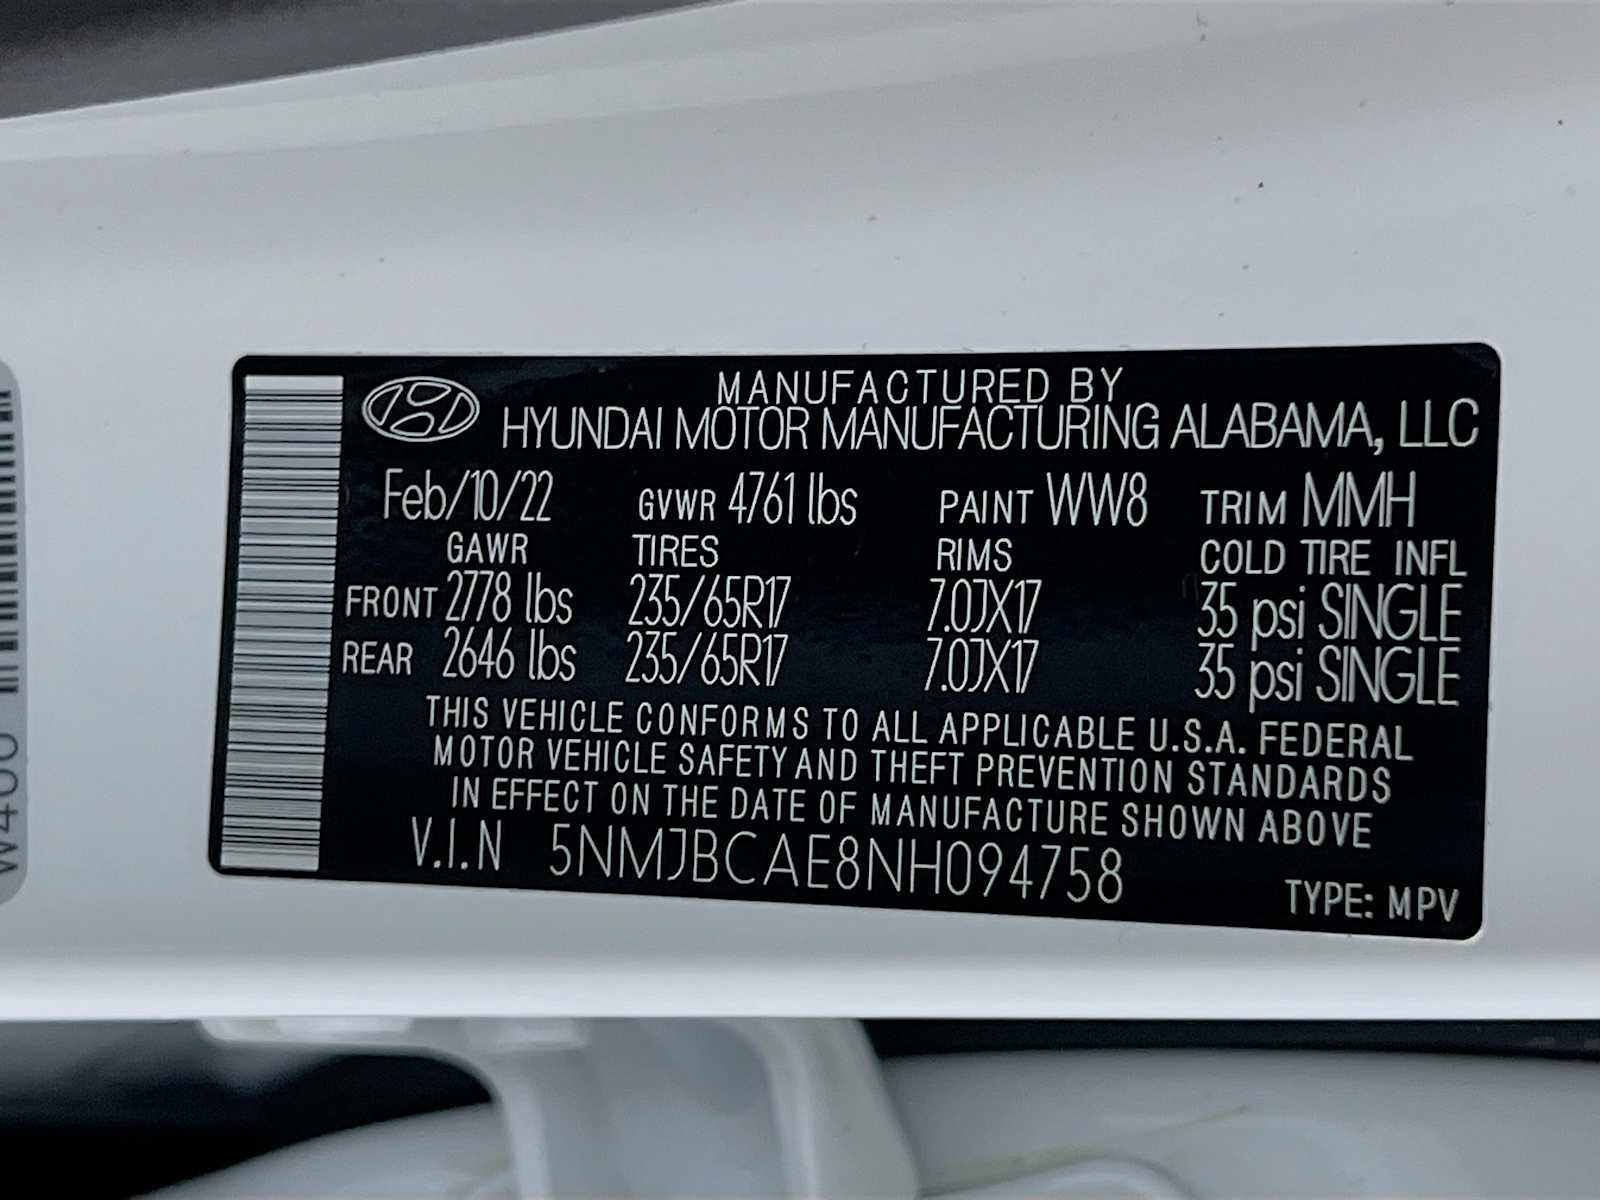 MANUFACTURED BY
HYUNDAI MOTOR MANUFACTURING ALABAMA, LLC
Feb/10/22 GVWR 4761 lbs PAINT WW8 TRIM MMH
GAWR TIRES RIMS COLD TIRE INFL
FRONT 2778 lbs 235/65R17 7.0JX17 35 psi SINGLE
REAR 2646 lbs 235/65R17 7.0JX17 35 psi SINGLE
THIS VEHICLE CONFORMS TO ALL APPLICABLE U.S.A. FEDERAL
MOTOR VEHICLE SAFETY AND THEFT PREVENTION STANDARDS
IN EFFECT ON THE DATE OF MANUFACTURE SHOWN ABOVE
V.I.N 5NMJBCAE8NH094758
TYPE: MPV